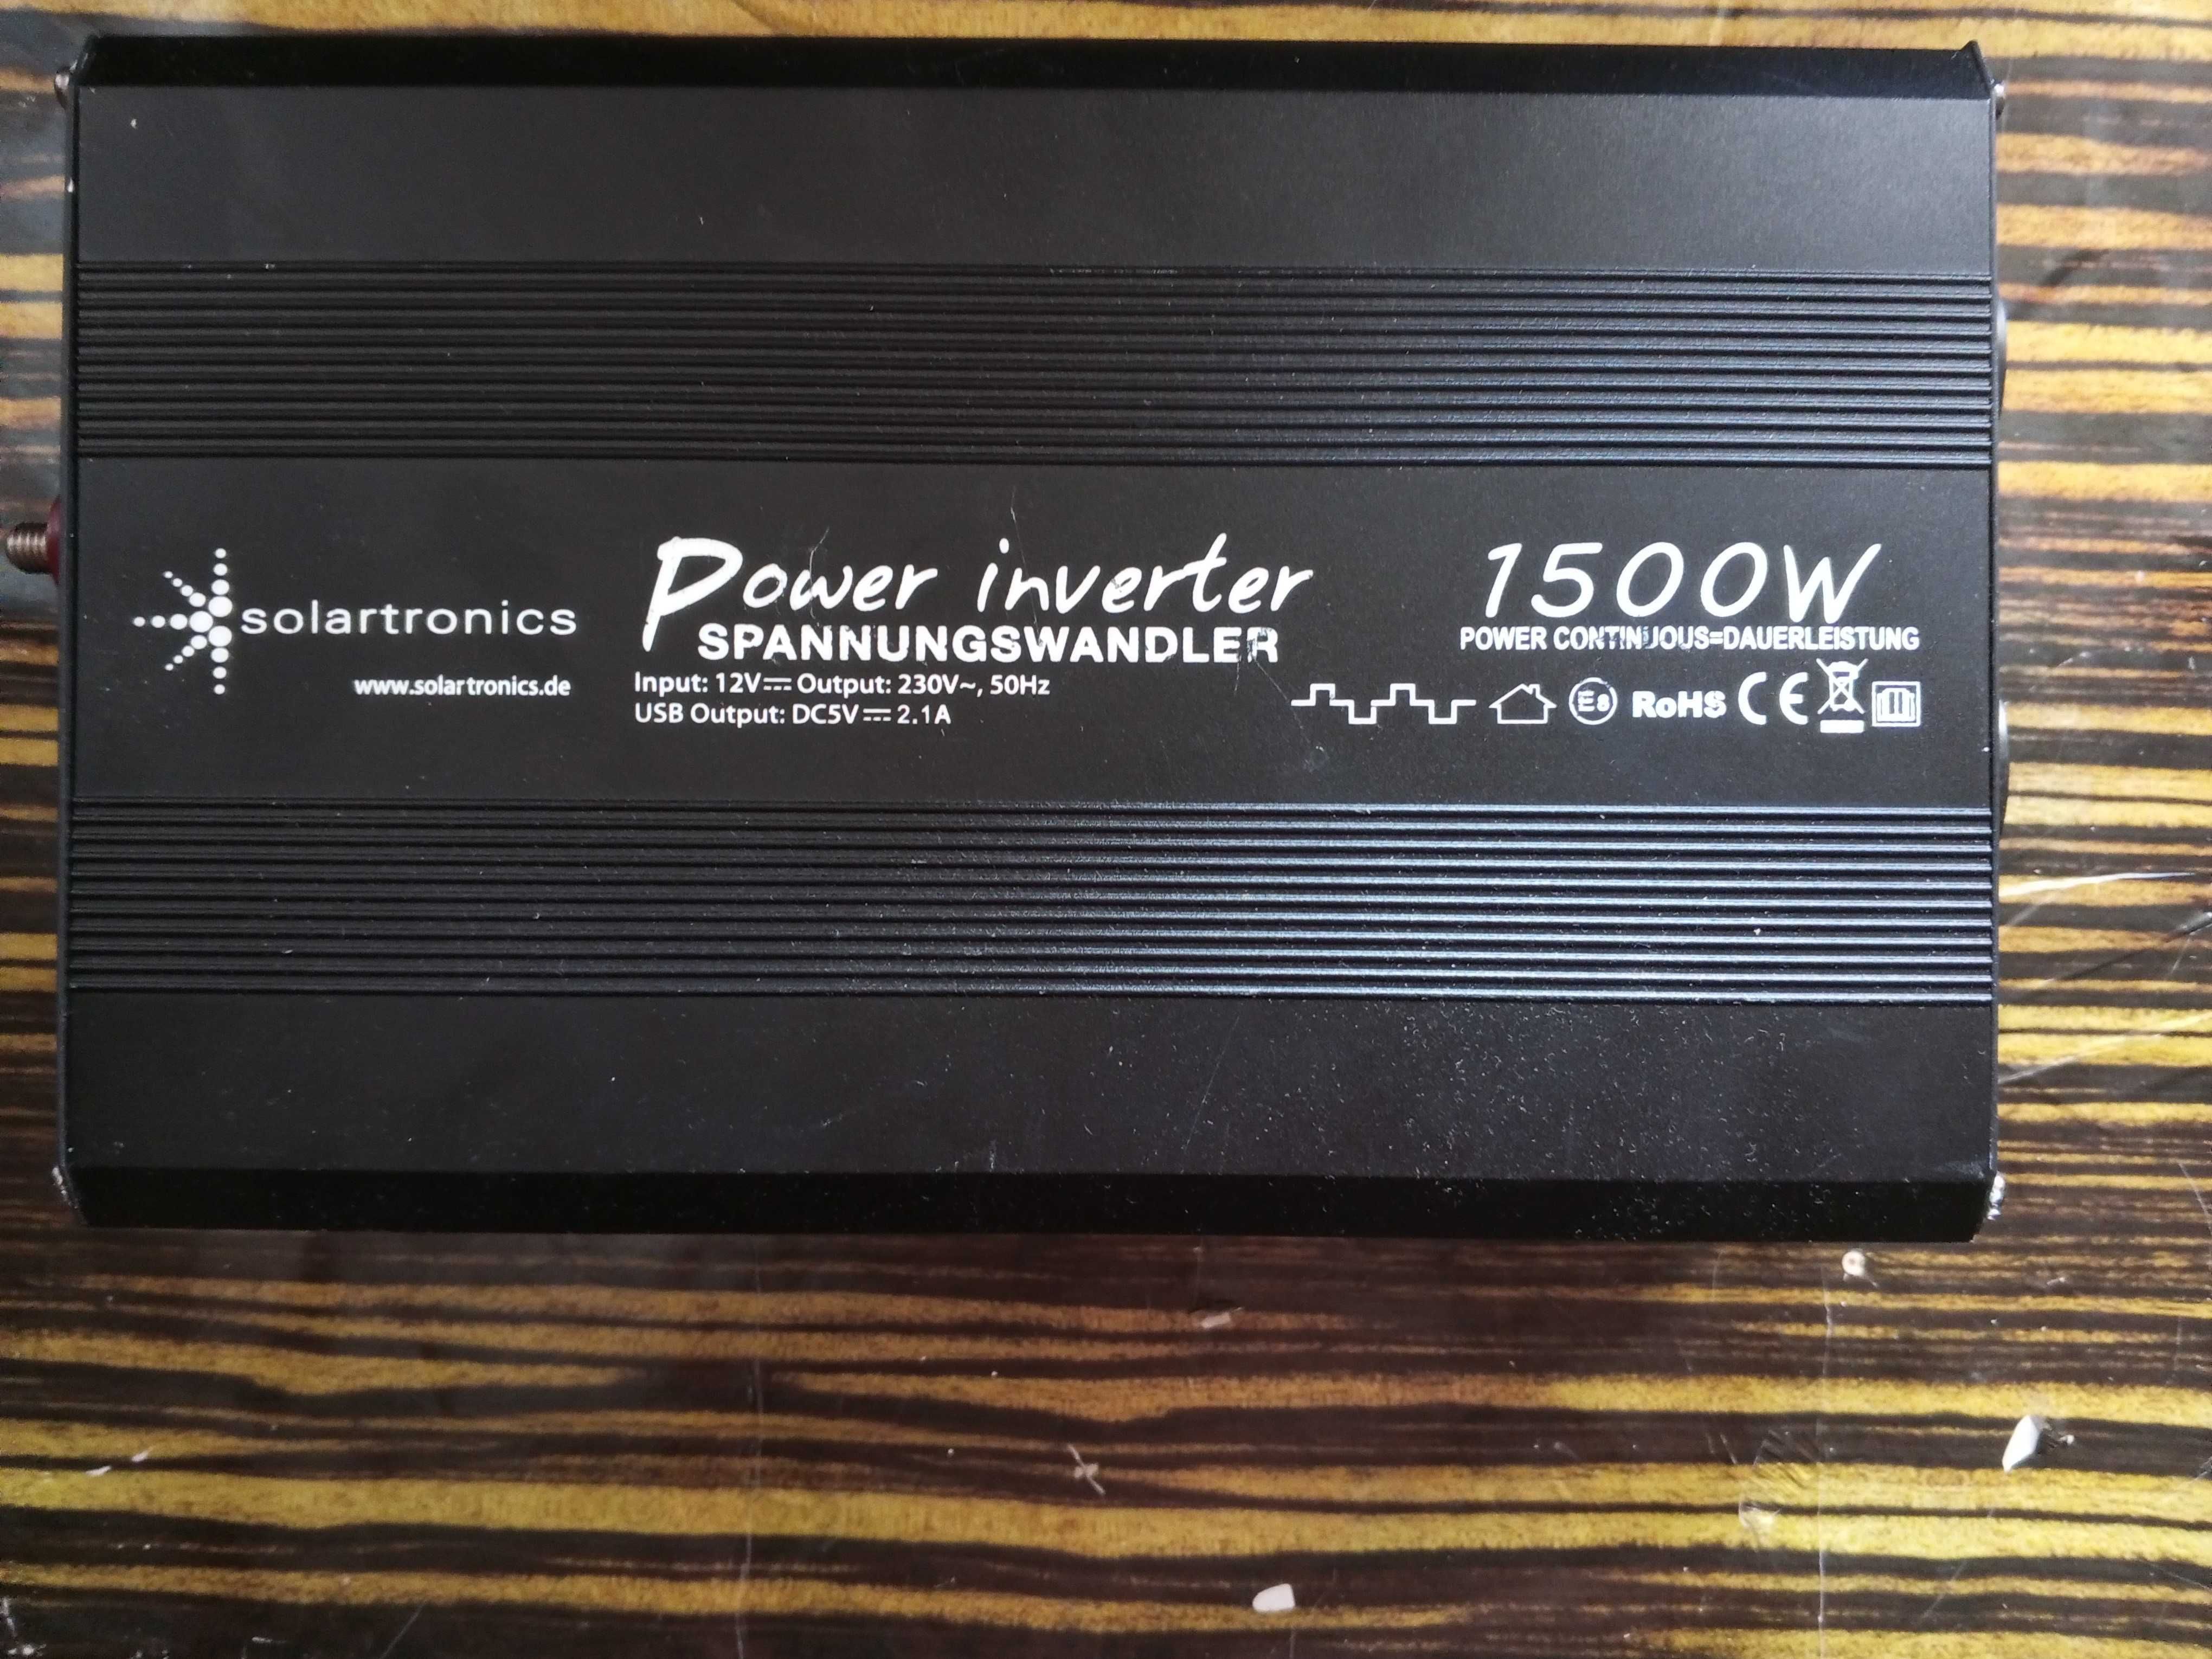 solartronics
www.solartronics.de
Power inverter
SPANNUNGSWANDLER
Input: 12V⎓ Output: 230V~, 50Hz
USB Output: DC5V⎓2.1A
1500W
POWER CONTINUOUS=DAUERLEISTUNG
E8 RoHS CE